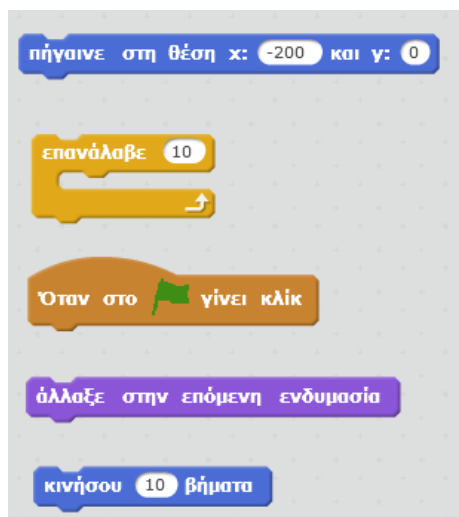 πήγαινε στη θέση x: -200 και y: 0
επανάλαβε 10
Όταν στο γίνει κλίκ
άλλαξε στην επόμενη ενδυμασία
κινήσου 10 βήματα